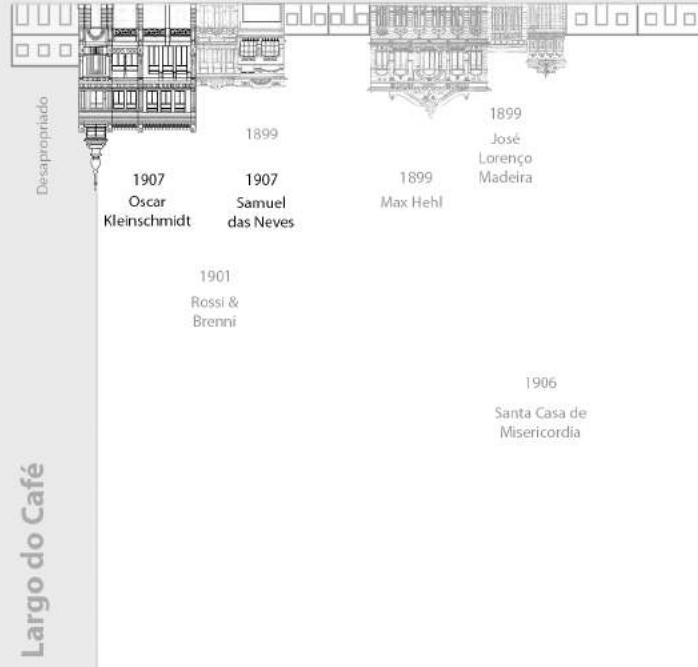 Desapropriado
1899
1899
José
Lorenço
Madeira
1907
Oscar
Kleinschmidt
1907
Samuel
das Neves
1899
Max Hehl
1901
Rossi &
Brenni
1906
Santa Casa de
Misericordia
Largo do Café